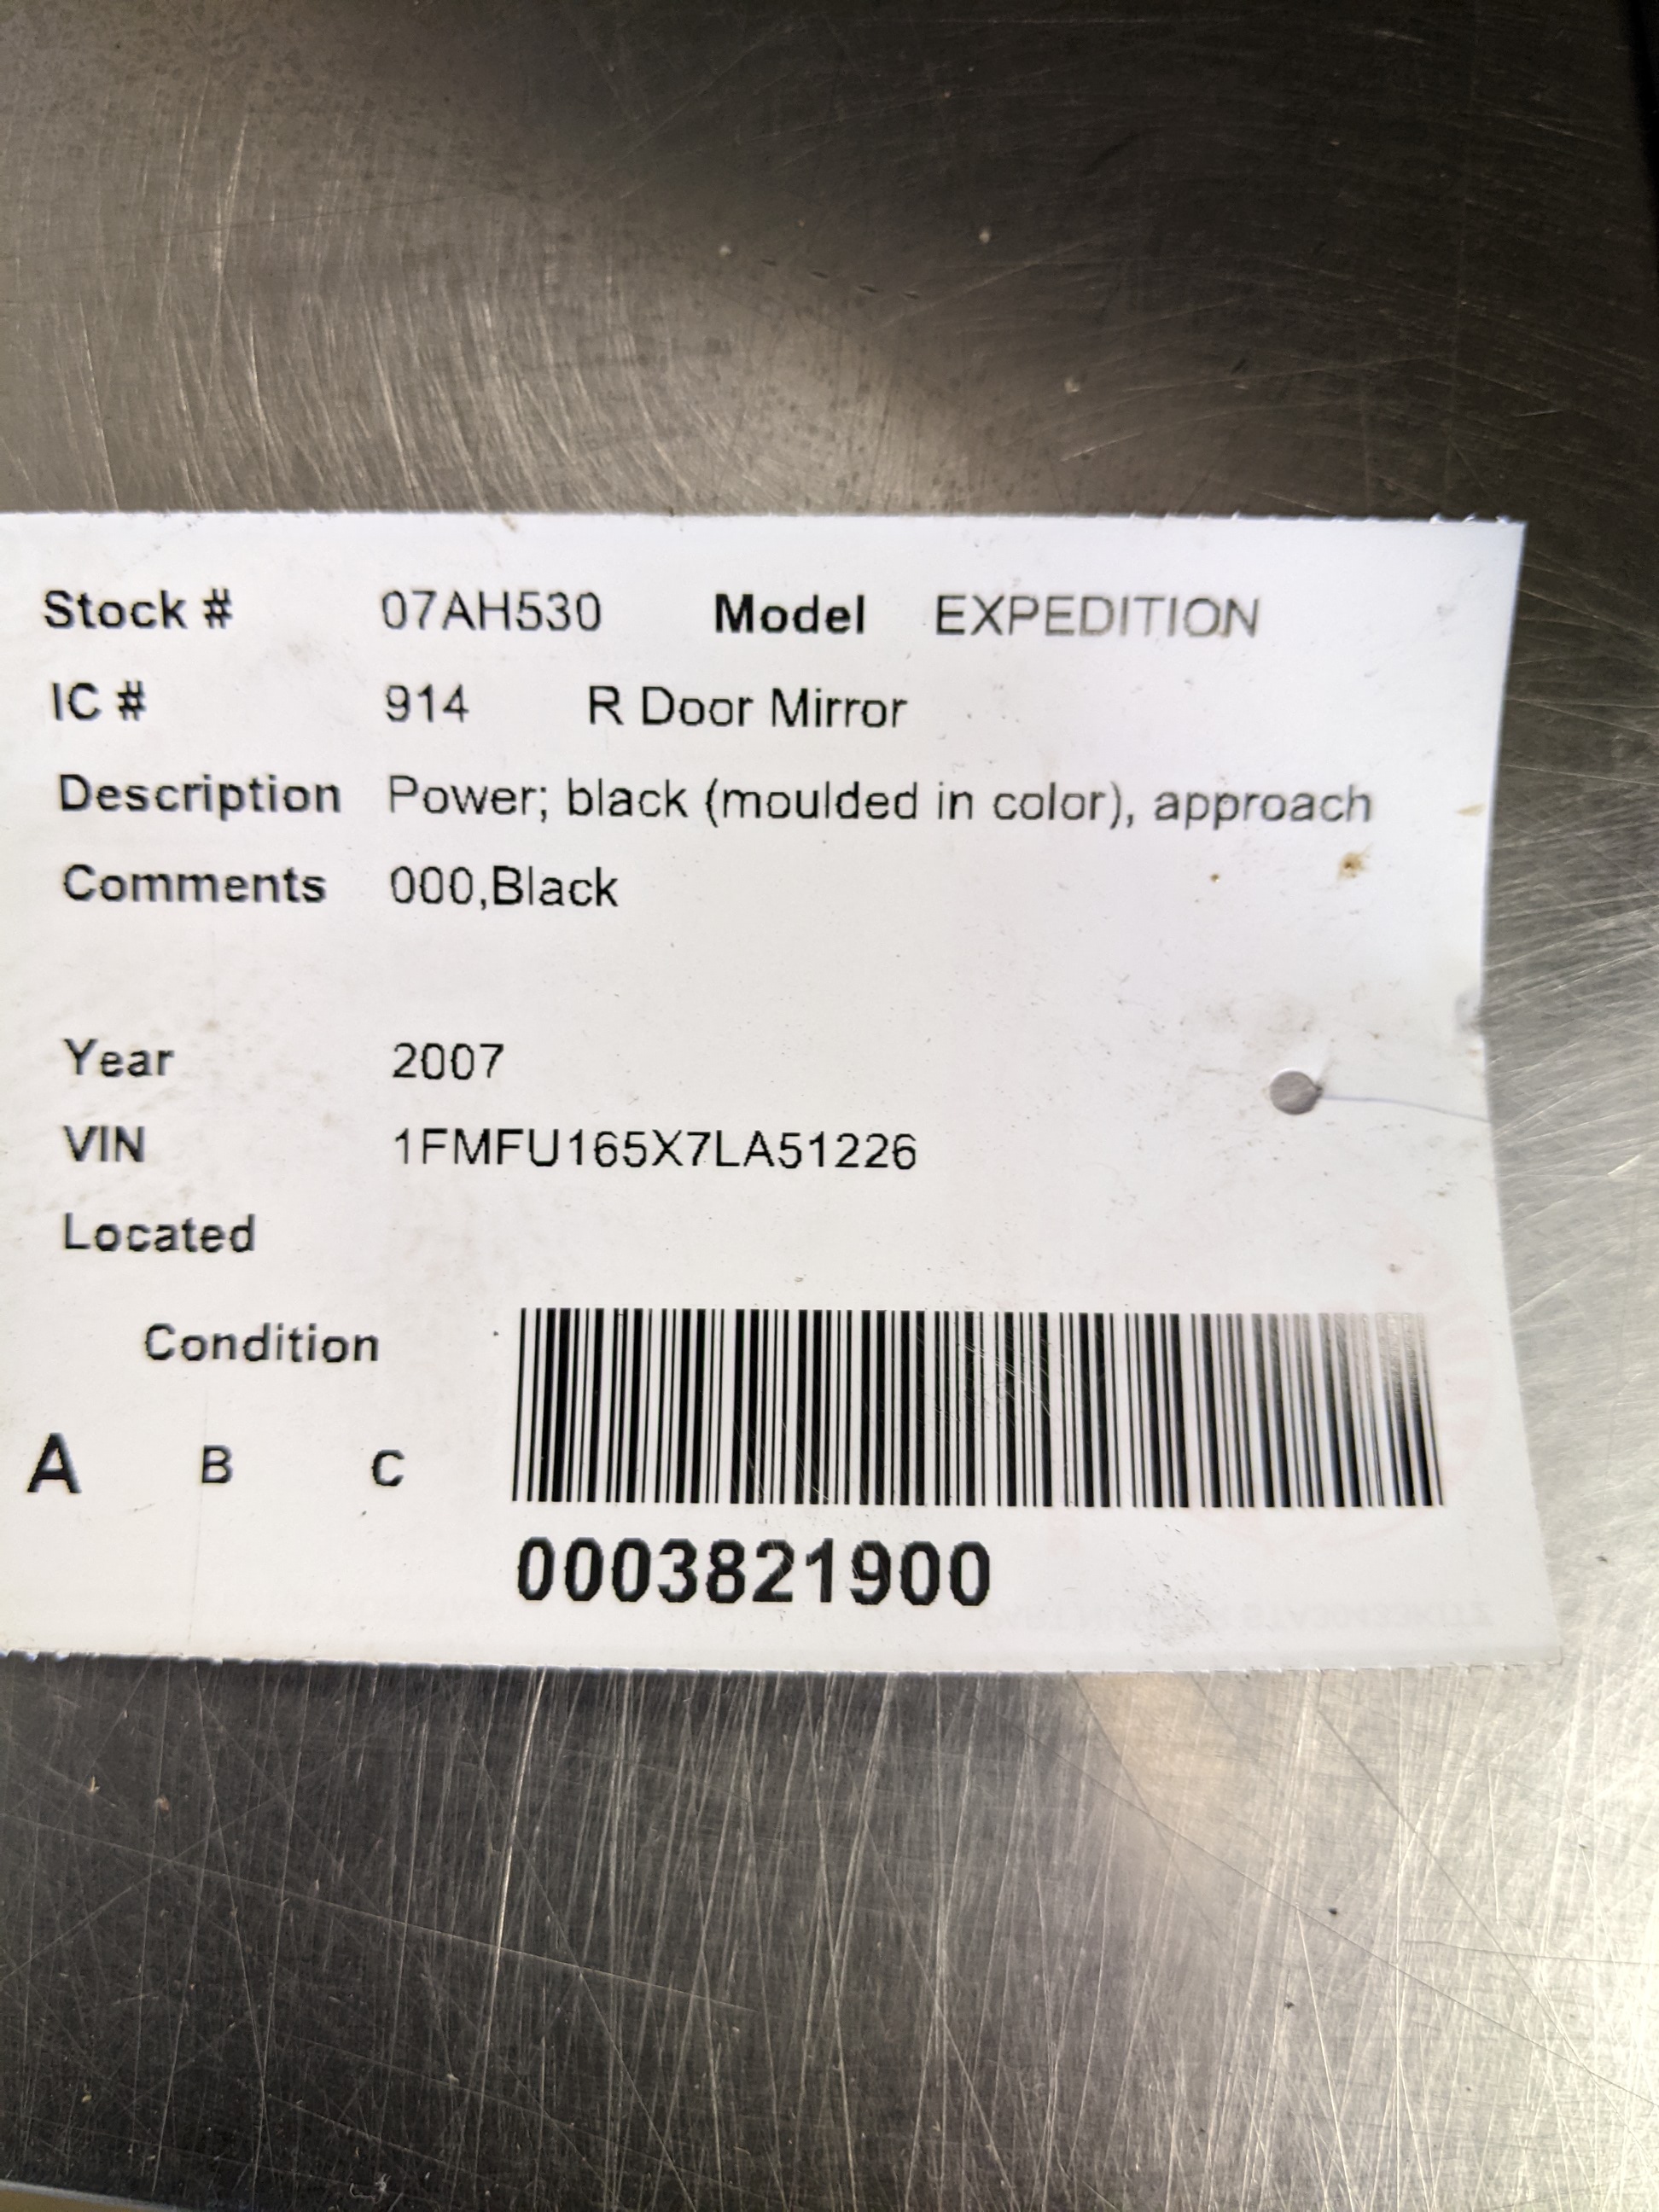 Stock # 07AH530 Model EXPEDITION
IC # 914 R Door Mirror
Description Power; black (moulded in color), approach
Comments 000,Black
Year 2007
VIN 1FMFU165X7LA51226
Located
Condition
A B C
0003821900